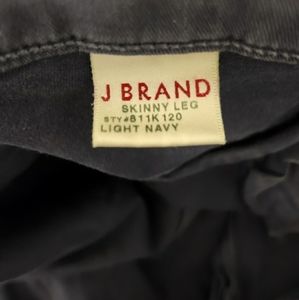 J BRAND
SKINNY LEG
STY#811K120
LIGHT NAVY